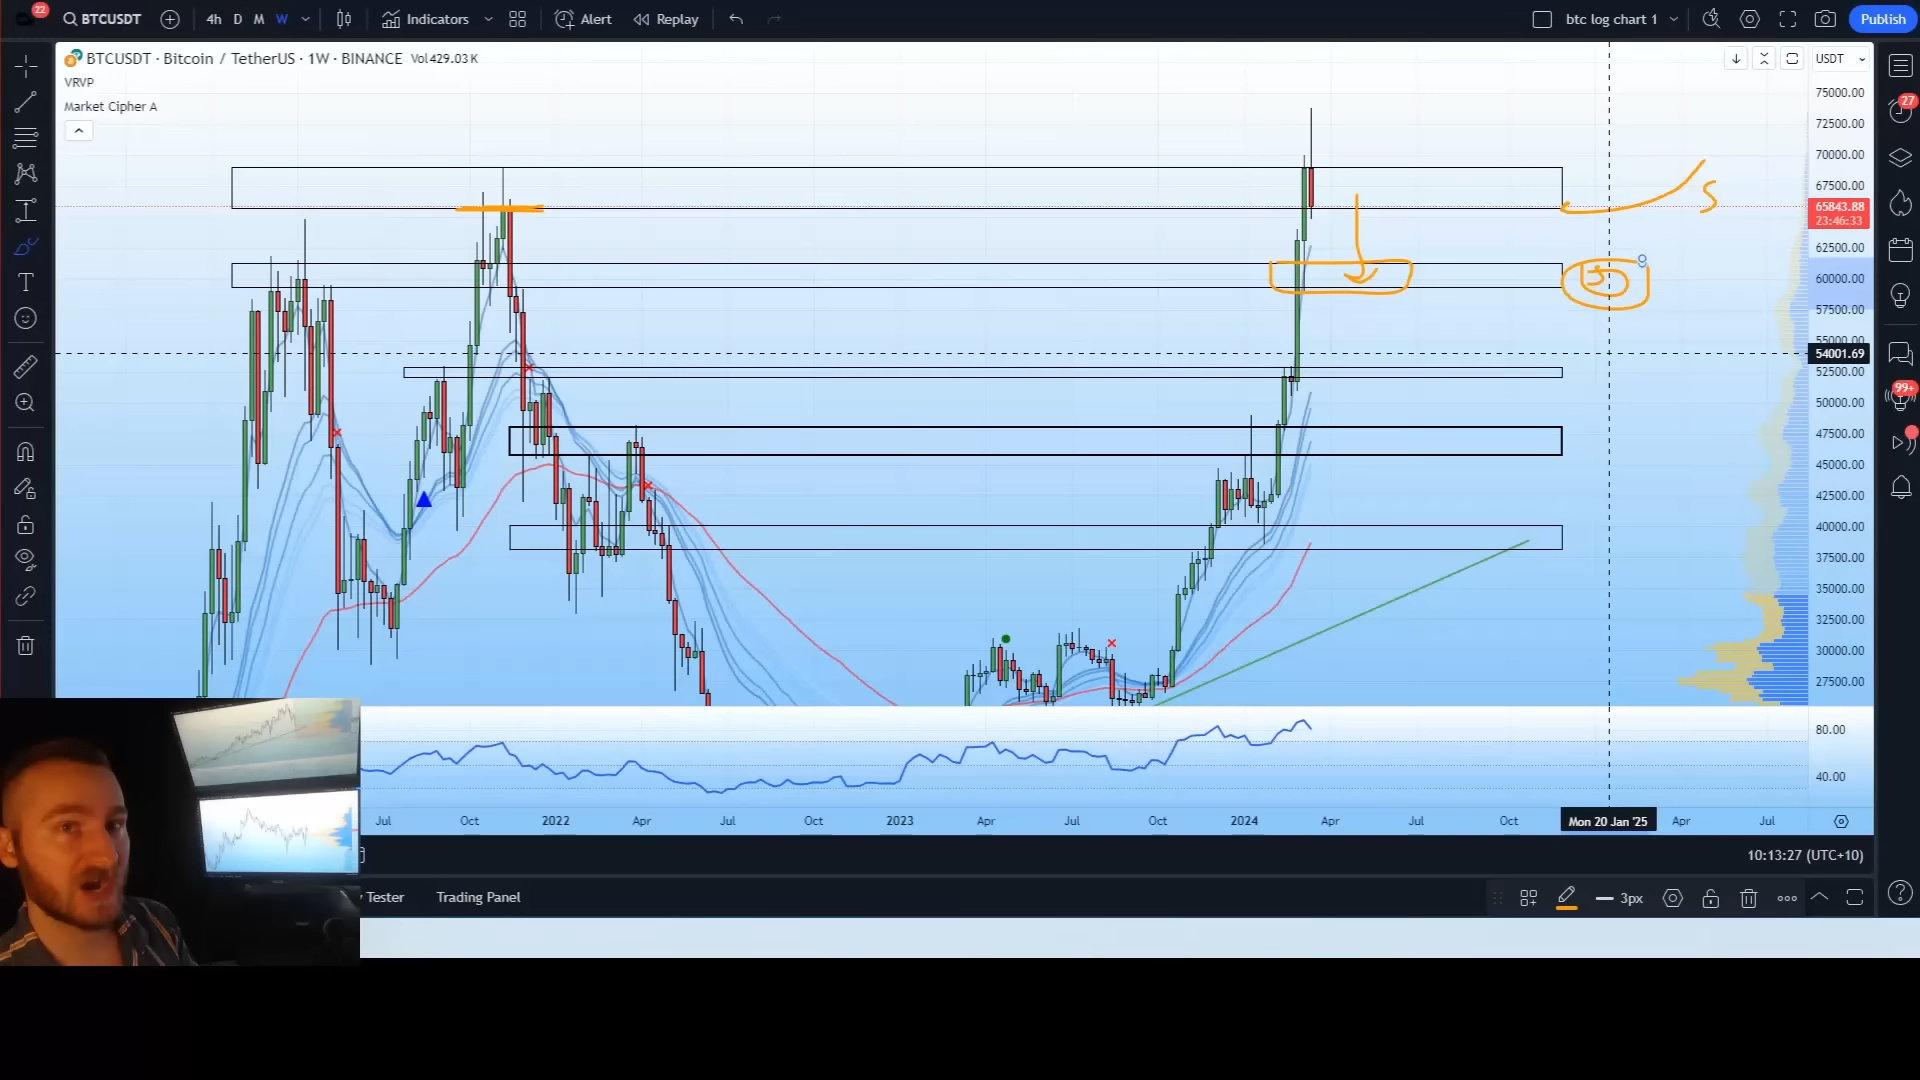 22
BTCUSDT
4h D M W
Indicators
Alert
Replay
btc log chart 1
Publish
BTCUSDT · Bitcoin / TetherUS · 1W · BINANCE Vol429.03 K
USDT
VRVP
Market Cipher A
75000.00
72500.00
70000.00
67500.00
65843.88
23:46:33
62500.00
60000.00
57500.00
54001.69
52500.00
50000.00
47500.00
45000.00
42500.00
40000.00
37500.00
35000.00
32500.00
30000.00
27500.00
80.00
40.00
27
99+
S
Jul Oct 2022 Apr Jul Oct 2023 Apr Jul Oct 2024 Apr Jul Oct Mon 20 Jan '25 Apr Jul
10:13:27 (UTC+10)
Tester
Trading Panel
3px